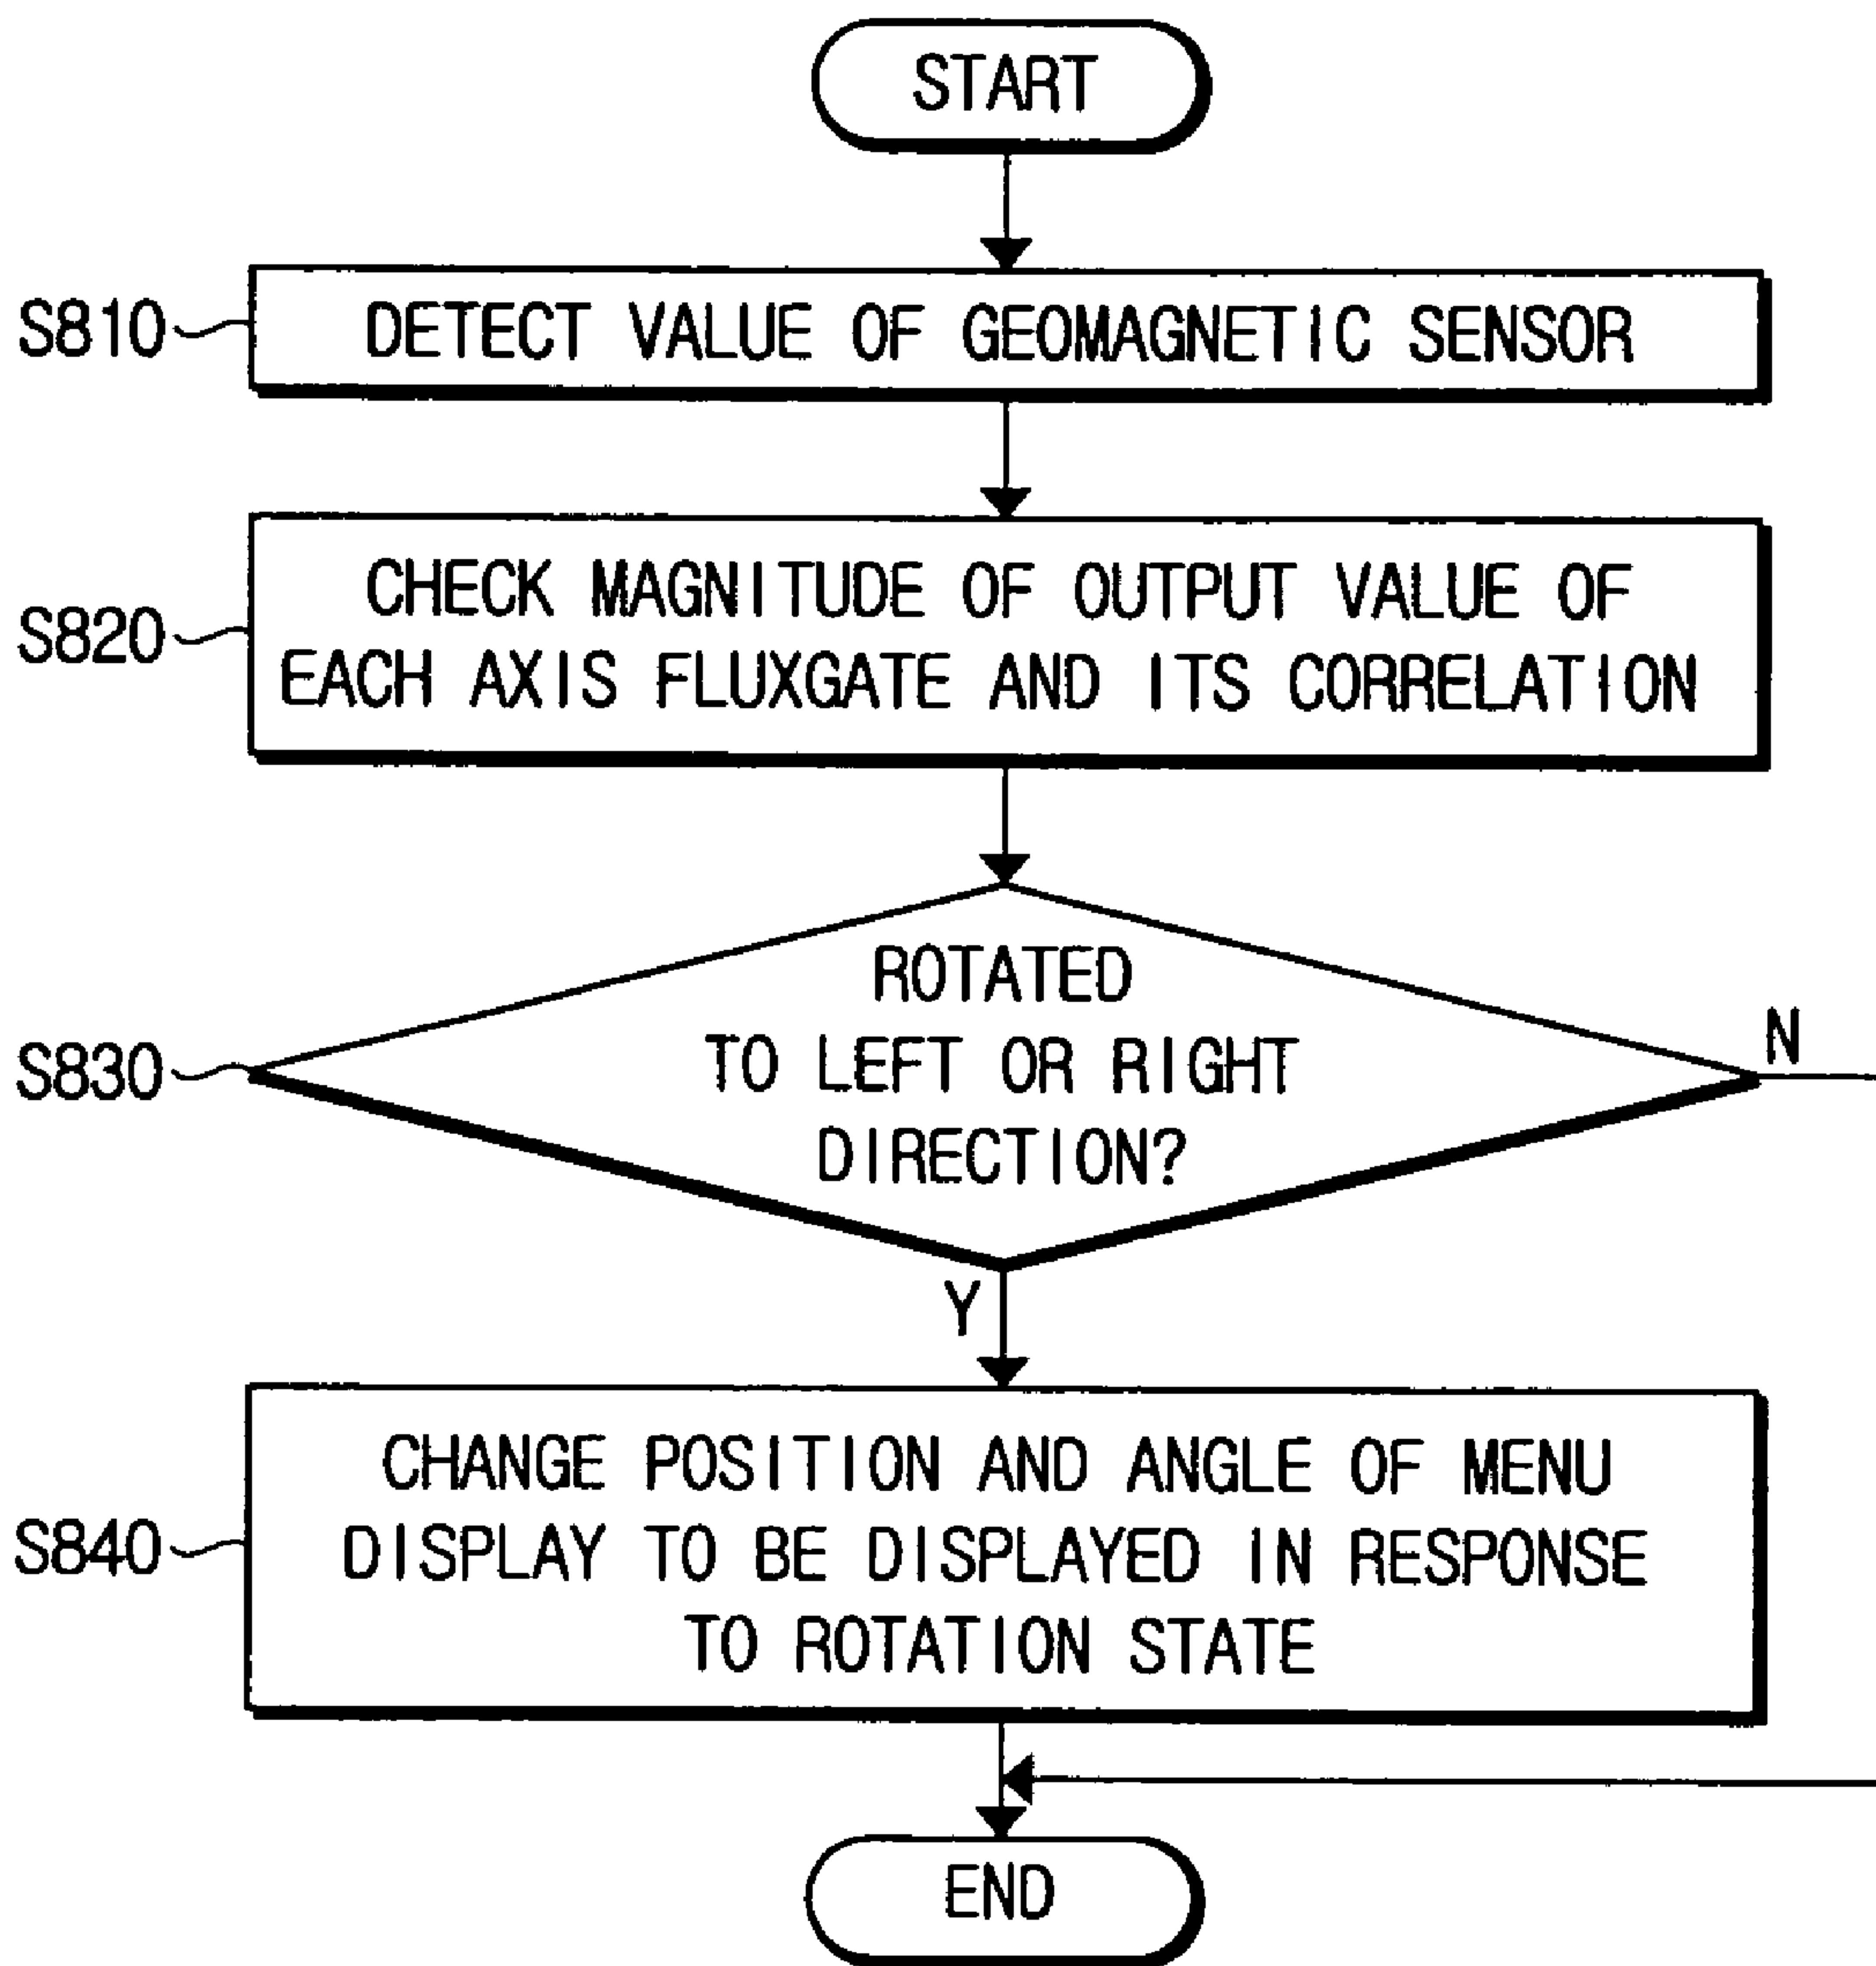 START
S810
DETECT VALUE OF GEOMAGNETIC SENSOR
S820
CHECK MAGNITUDE OF OUTPUT VALUE OF
EACH AXIS FLUXGATE AND ITS CORRELATION
S830
ROTATED
TO LEFT OR RIGHT
DIRECTION?
N
Y
S840
CHANGE POSITION AND ANGLE OF MENU
DISPLAY TO BE DISPLAYED IN RESPONSE
TO ROTATION STATE
END